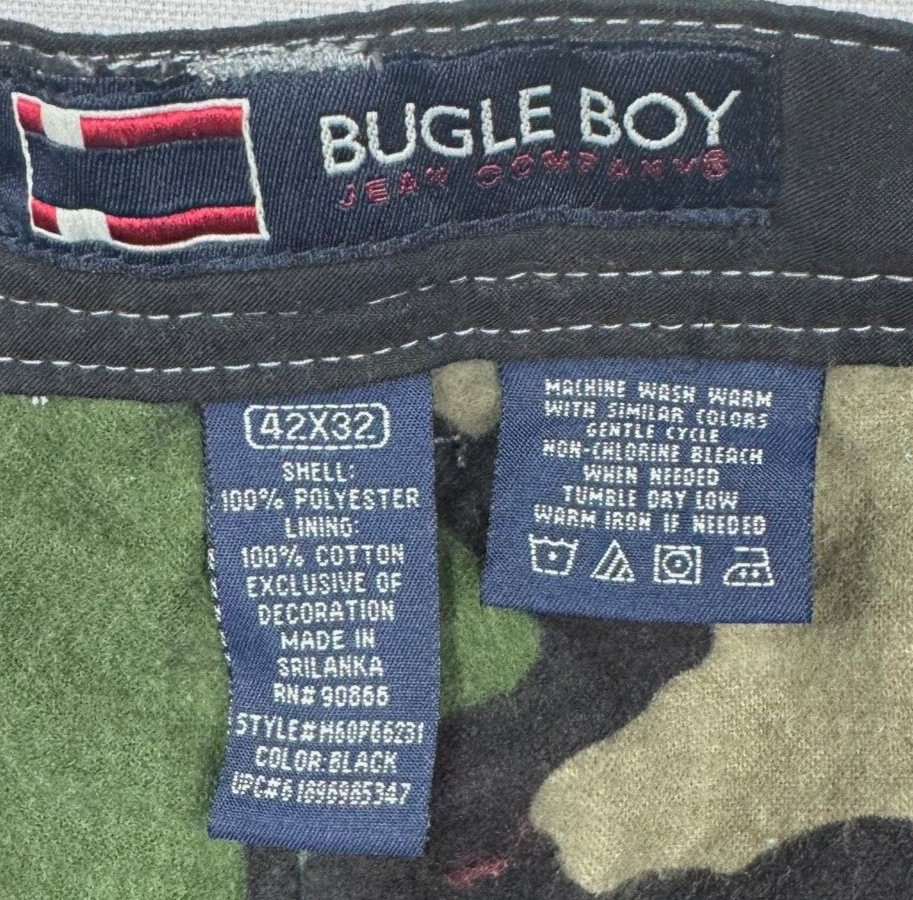 BUGLE BOY
JEAN COMPANY®
42X32
SHELL:
100% POLYESTER
LINING:
100% COTTON
EXCLUSIVE OF
DECORATION
MADE IN
SRILANKA
RN# 90866
STYLE#H60P66231
COLOR:BLACK
UPC#61896985347
MACHINE WASH WARM
WITH SIMILAR COLORS
GENTLE CYCLE
NON-CHLORINE BLEACH
WHEN NEEDED
TUMBLE DRY LOW
WARM IRON IF NEEDED